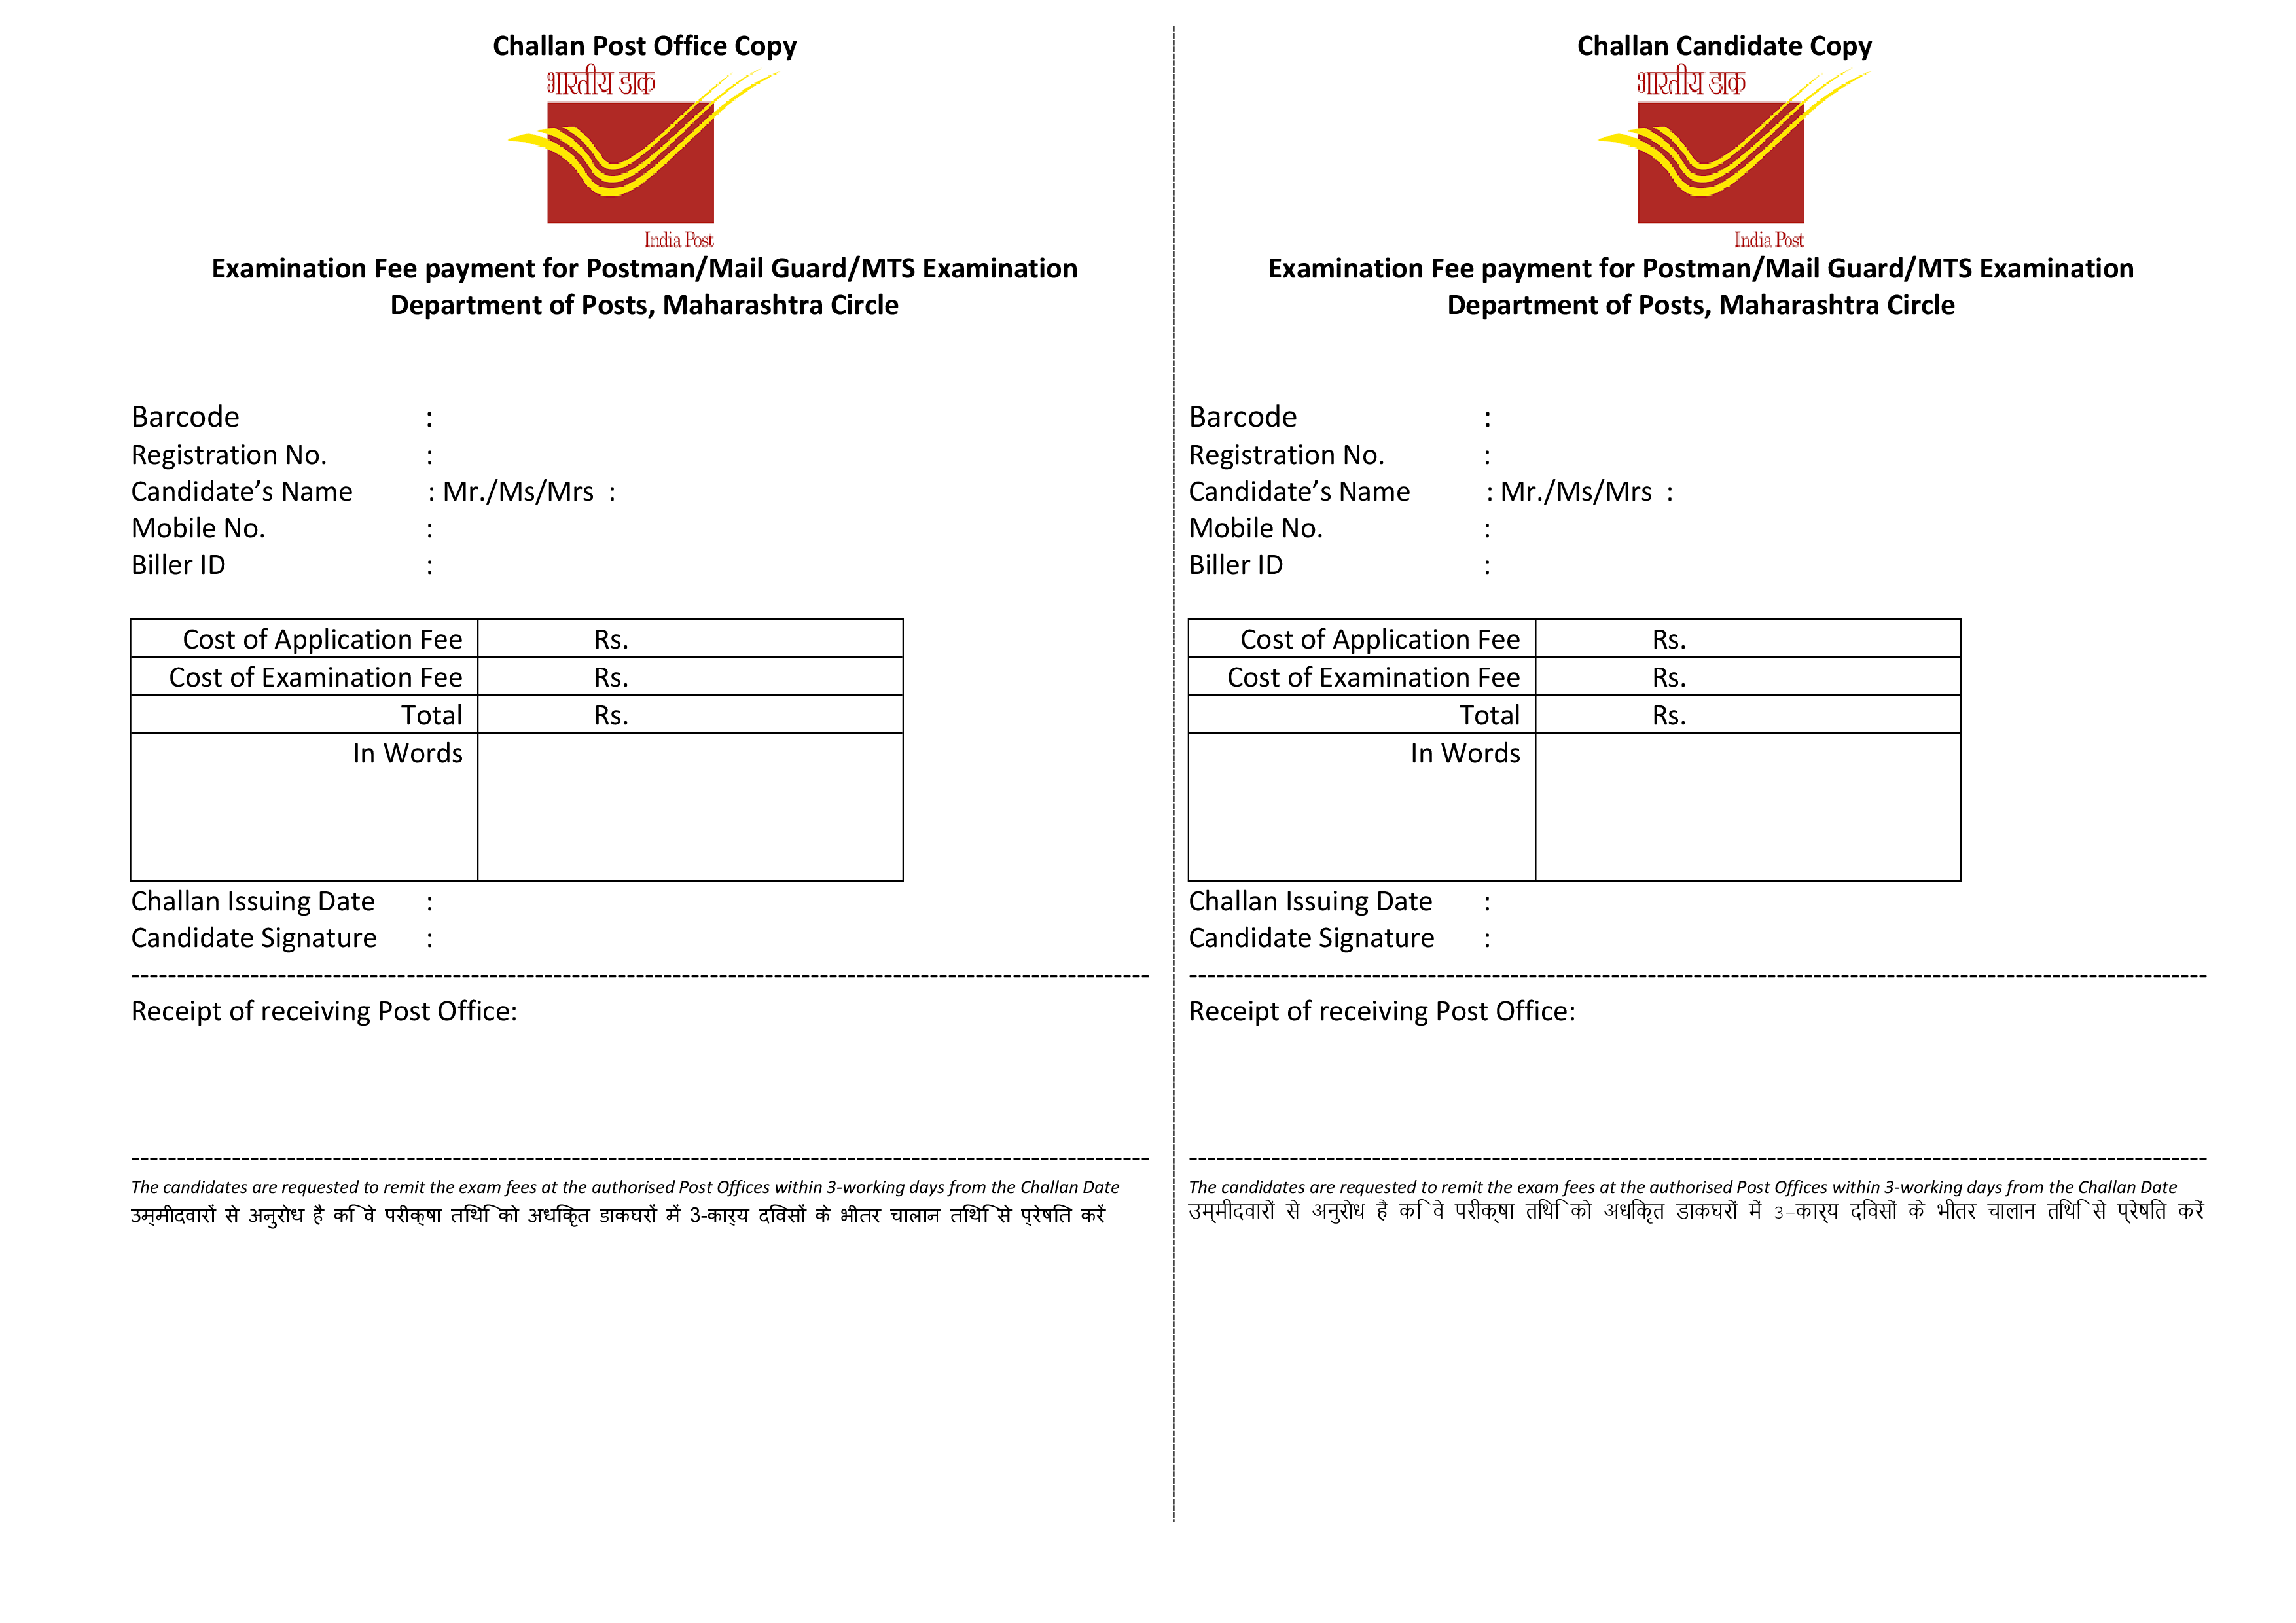 Challan Post Office Copy
भारतीय डाक
India Post
Examination Fee payment for Postman/Mail Guard/MTS Examination
Department of Posts, Maharashtra Circle
Barcode :
Registration No. :
Candidate’s Name : Mr./Ms/Mrs :
Mobile No. :
Biller ID :
Cost of Application Fee Rs.
Cost of Examination Fee Rs.
Total Rs.
In Words
Challan Issuing Date :
Candidate Signature :
Receipt of receiving Post Office:
The candidates are requested to remit the exam fees at the authorised Post Offices within 3-working days from the Challan Date
उम्मीदवारों से अनुरोध है कि वे परीक्षा तिथि को अधिकृत डाकघरों में 3-कार्य दिवसों के भीतर चालान तिथि से प्रेषित करें
Challan Candidate Copy
भारतीय डाक
India Post
Examination Fee payment for Postman/Mail Guard/MTS Examination
Department of Posts, Maharashtra Circle
Barcode :
Registration No. :
Candidate’s Name : Mr./Ms/Mrs :
Mobile No. :
Biller ID :
Cost of Application Fee Rs.
Cost of Examination Fee Rs.
Total Rs.
In Words
Challan Issuing Date :
Candidate Signature :
Receipt of receiving Post Office:
The candidates are requested to remit the exam fees at the authorised Post Offices within 3-working days from the Challan Date
उम्मीदवारों से अनुरोध है कि वे परीक्षा तिथि को अधिकृत डाकघरों में 3-कार्य दिवसों के भीतर चालान तिथि से प्रेषित करें